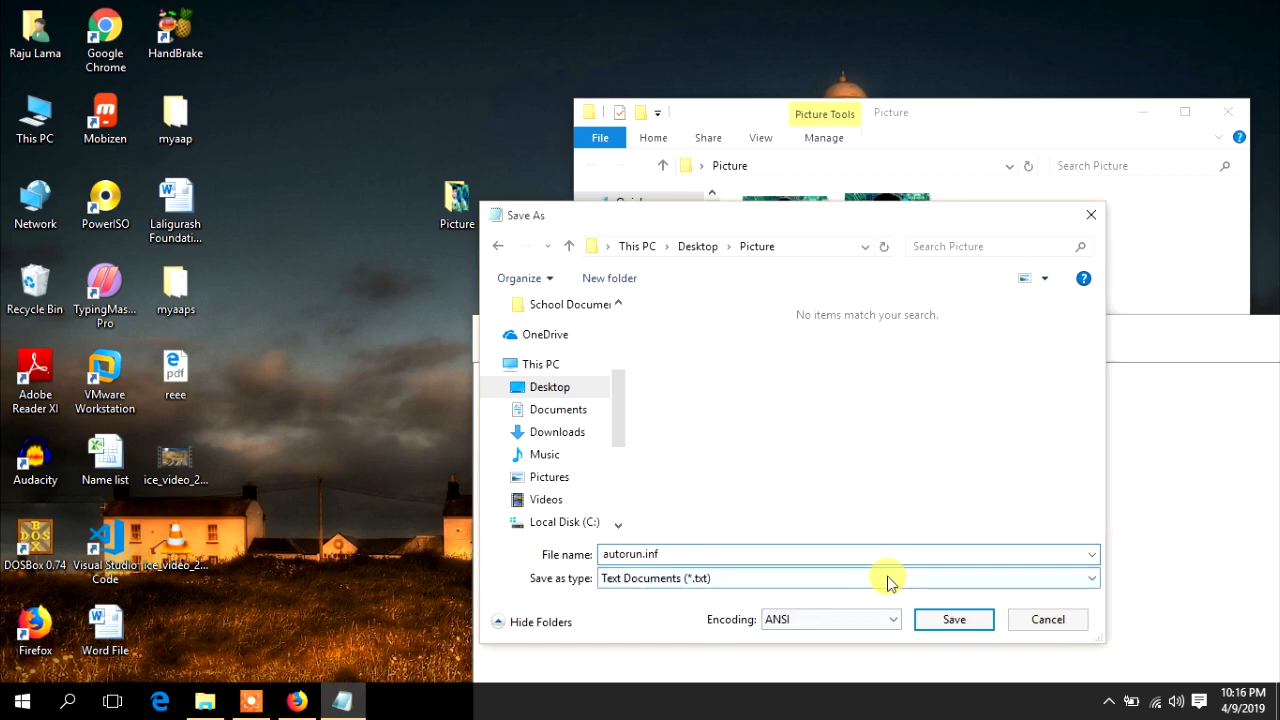 Raju Lama
Google
Chrome
HandBrake
This PC
Mobizen
myaap
Network
PowerISO
Laligurash
Foundati...
Picture
Recycle Bin
TypingMas...
Pro
myaaps
Adobe
Reader XI
VMware
Workstation
reee
pdf
Audacity
Name list
ice_video_2...
DOSBox 0.74
Visual Studio
Code
ice_video_2...
Firefox
Word File
Picture Tools
Picture
File
Home
Share
View
Manage
Picture
Search Picture
Save As
This PC
Desktop
Picture
Search Picture
Organize
New folder
School Documer
No items match your search.
OneDrive
This PC
Desktop
Documents
Downloads
Music
Pictures
Videos
Local Disk (C:)
File name:
autorun.inf
Save as type:
Text Documents (*.txt)
Hide Folders
Encoding:
ANSI
Save
Cancel
10:16 PM
4/9/2019